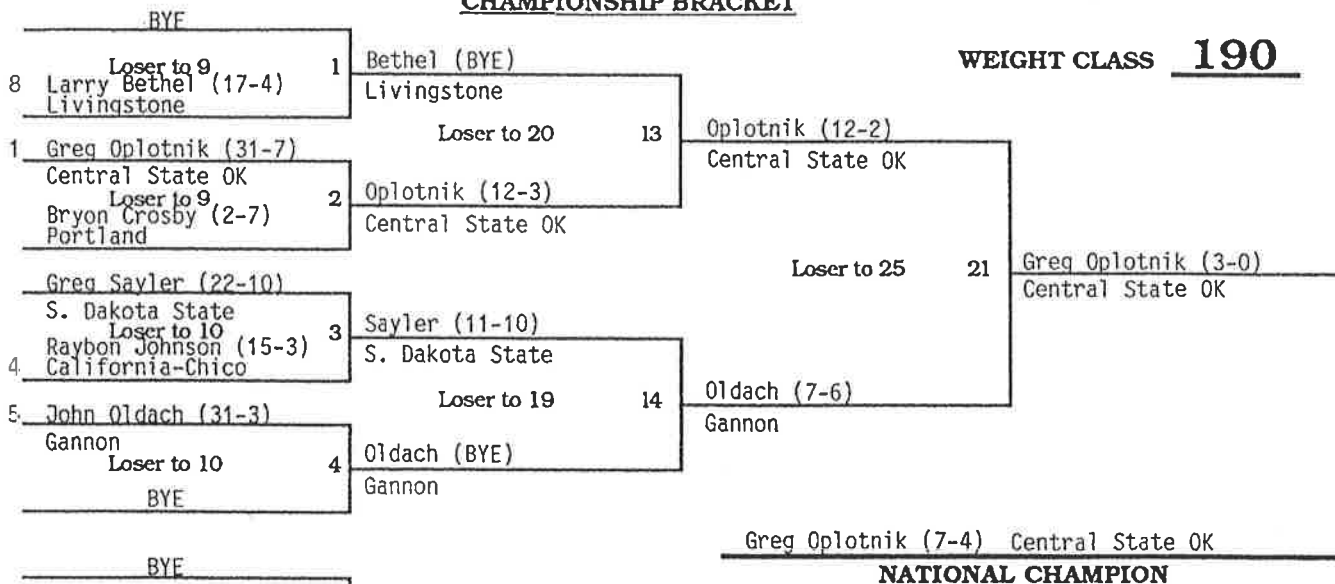 CHAMPIONSHIP BRACKET
WEIGHT CLASS 190
BYE
Loser to 9 1
8 Larry Bethel (17-4)
Livingstone
Bethel (BYE)
Livingstone
1 Greg Oplotnik (31-7)
Central State OK
Loser to 9 2
Bryon Crosby (2-7)
Portland
Oplotnik (12-3)
Central State OK
Loser to 20 13
Oplotnik (12-2)
Central State OK
Greg Sayler (22-10)
S. Dakota State
Loser to 10 3
Raybon Johnson (15-3)
4 California-Chico
Sayler (11-10)
S. Dakota State
5 John Oldach (31-3)
Gannon
Loser to 10 4
BYE
Oldach (BYE)
Gannon
Loser to 19 14
Oldach (7-6)
Gannon
Loser to 25 21
Greg Oplotnik (3-0)
Central State OK
BYE
Greg Oplotnik (7-4) Central State OK
NATIONAL CHAMPION